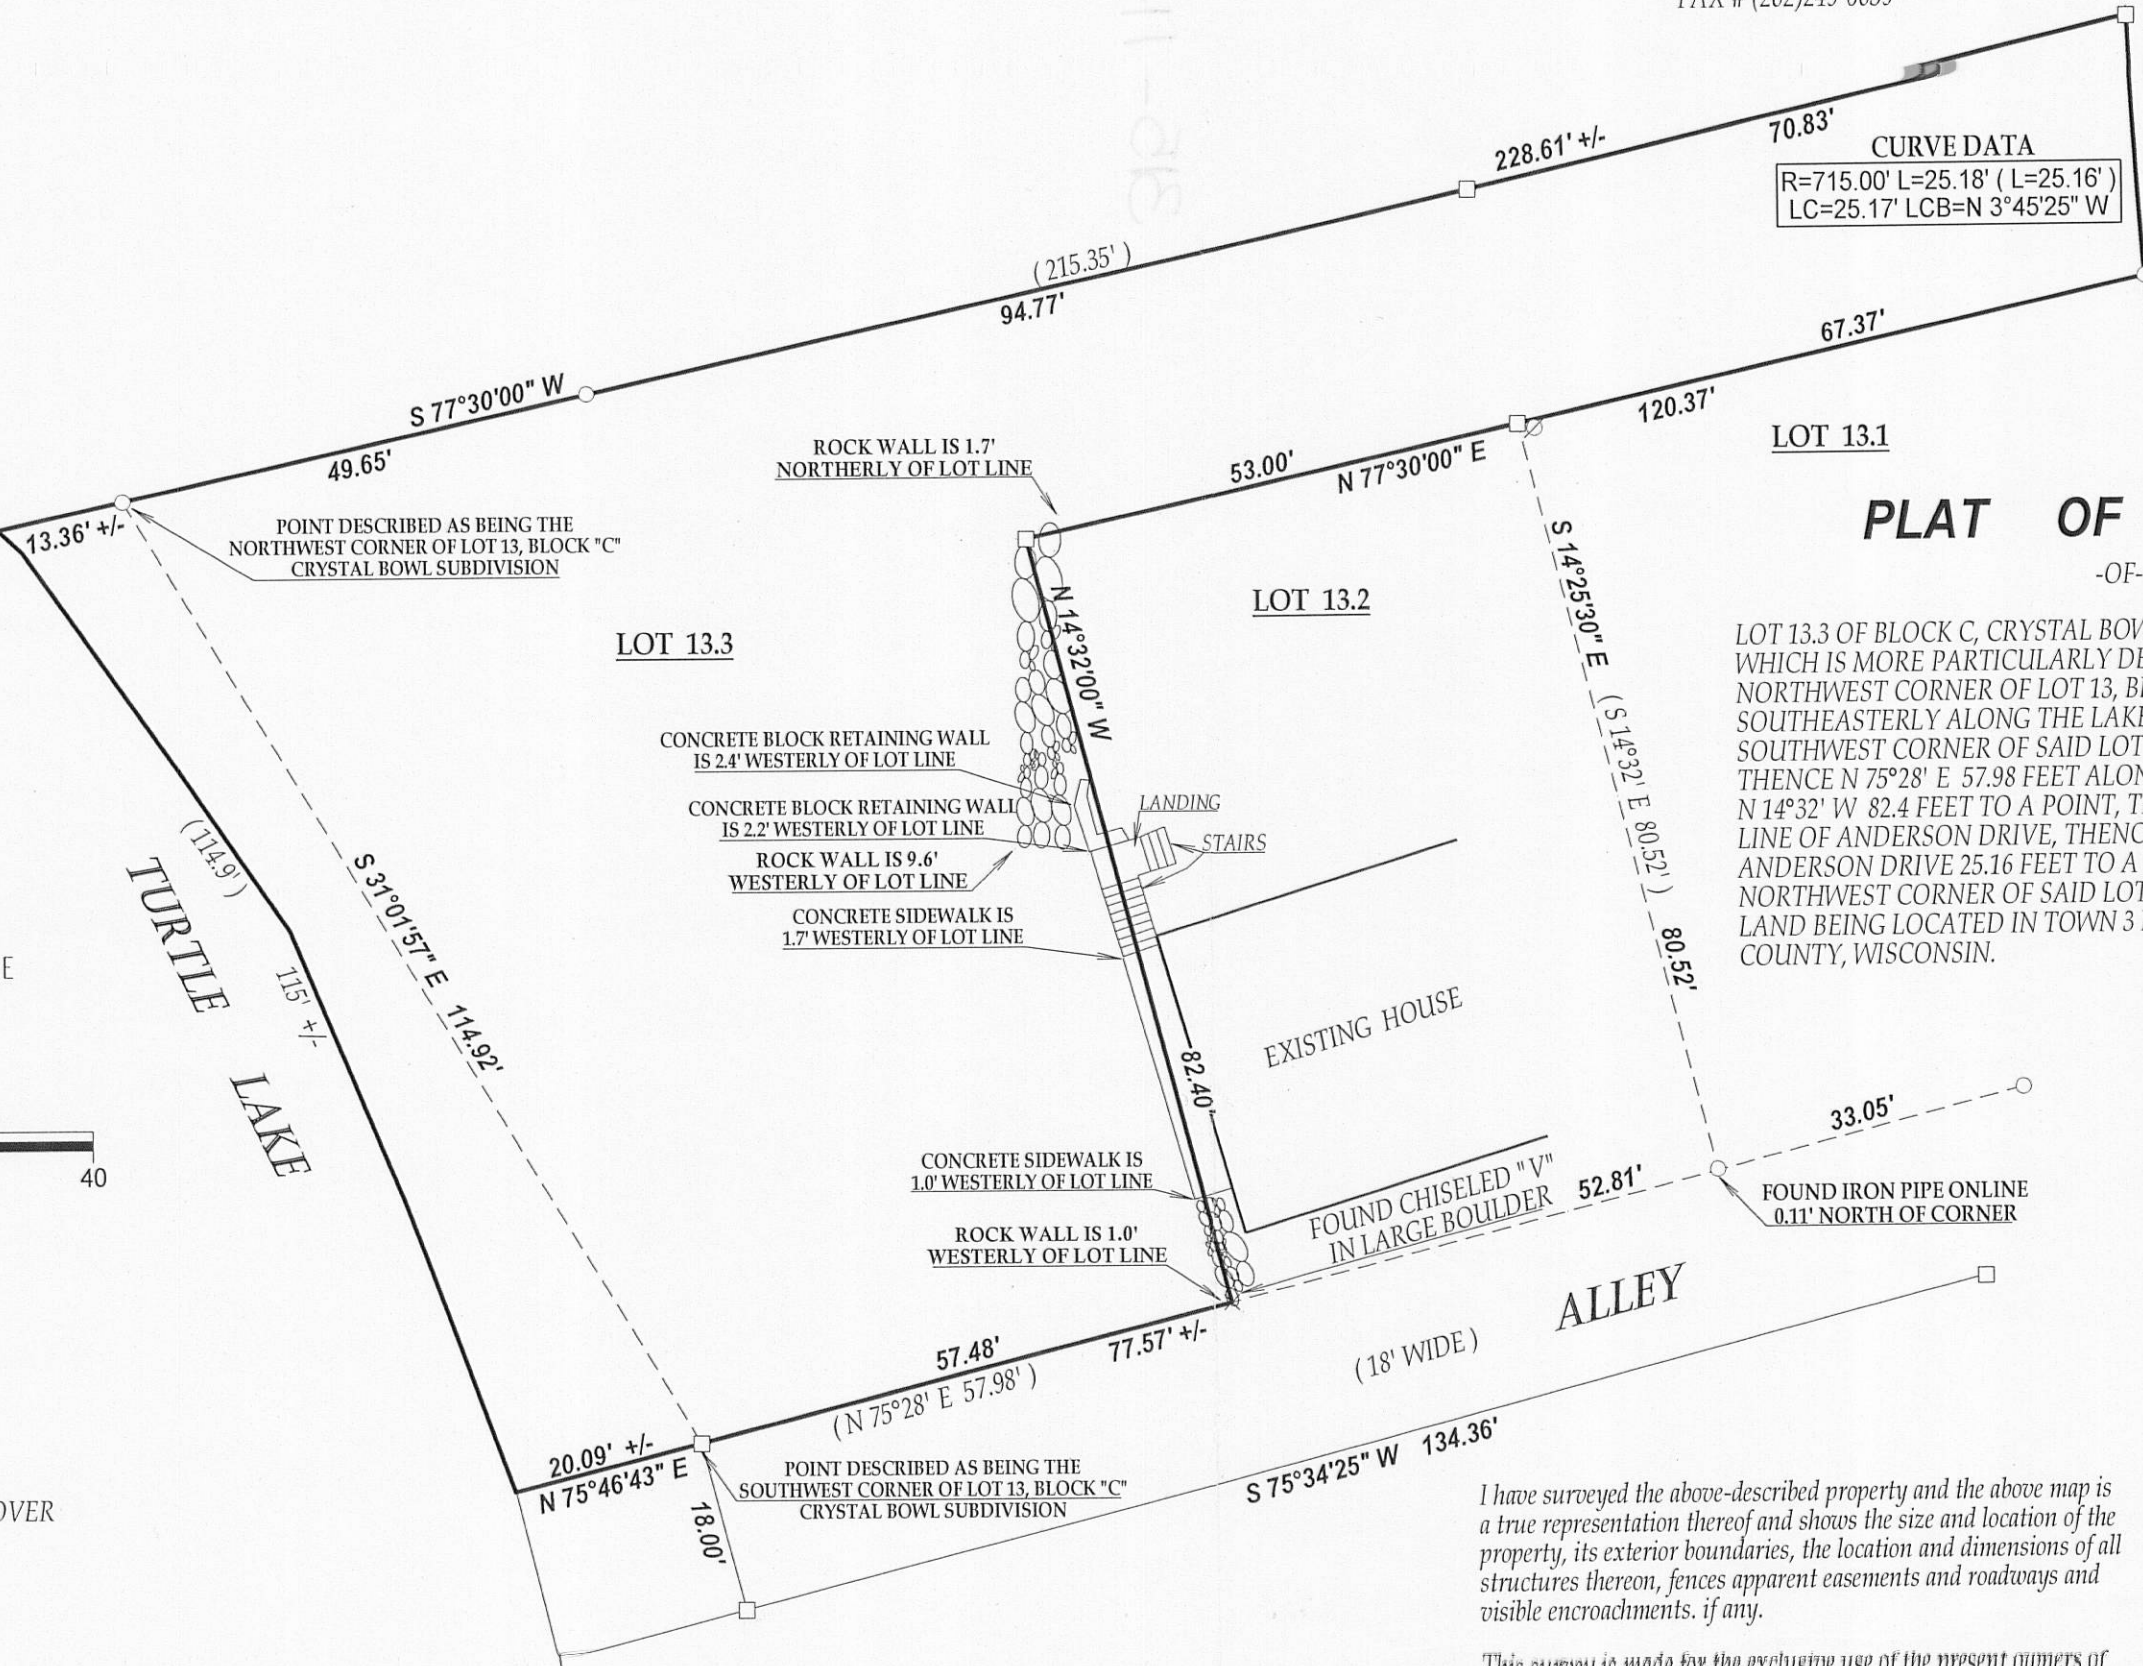 228.61' +/-
70.83'
CURVE DATA
R=715.00' L=25.18' ( L=25.16' )
LC=25.17' LCB=N 3°45'25" W
( 215.35' )
94.77'
S 77°30'00" W
49.65'
13.36' +/-
67.37'
120.37'
53.00'
N 77°30'00" E
ROCK WALL IS 1.7'
NORTHERLY OF LOT LINE
POINT DESCRIBED AS BEING THE
NORTHWEST CORNER OF LOT 13, BLOCK "C"
CRYSTAL BOWL SUBDIVISION
LOT 13.1
LOT 13.2
LOT 13.3
PLAT OF
-OF-
LOT 13.3 OF BLOCK C, CRYSTAL
WHICH IS MORE PARTICULARLY
NORTHWEST CORNER OF LOT 13,
SOUTHEASTERLY ALONG THE
SOUTHWEST CORNER OF SAID LOT
THENCE N 75°28' E 57.98 FEET
N 14°32' W 82.4 FEET TO A POINT,
LINE OF ANDERSON DRIVE,
ANDERSON DRIVE 25.16 FEET TO A
NORTHWEST CORNER OF SAID LOT
LAND BEING LOCATED IN TOWN 3
COUNTY, WISCONSIN.
N 14°32'00" W
S 14°25'30" E
( S 14°32' E 80.52' )
80.52'
CONCRETE BLOCK RETAINING WALL
IS 2.4' WESTERLY OF LOT LINE
CONCRETE BLOCK RETAINING WALL
IS 2.2' WESTERLY OF LOT LINE
LANDING
STAIRS
ROCK WALL IS 9.6'
WESTERLY OF LOT LINE
CONCRETE SIDEWALK IS
1.7' WESTERLY OF LOT LINE
( 114.9' )
115' +/-
TURTLE LAKE
S 31°01'57" E 114.92'
EXISTING HOUSE
82.40'
E
40
CONCRETE SIDEWALK IS
1.0' WESTERLY OF LOT LINE
ROCK WALL IS 1.0'
WESTERLY OF LOT LINE
FOUND CHISELED "V"
IN LARGE BOULDER
52.81'
33.05'
FOUND IRON PIPE ONLINE
0.11' NORTH OF CORNER
ALLEY
( 18' WIDE )
57.48'
77.57' +/-
( N 75°28' E 57.98' )
20.09' +/-
N 75°46'43" E
18.00'
POINT DESCRIBED AS BEING THE
SOUTHWEST CORNER OF LOT 13, BLOCK "C"
CRYSTAL BOWL SUBDIVISION
S 75°34'25" W 134.36'
OVER
I have surveyed the above-described property and the above map is
a true representation thereof and shows the size and location of the
property, its exterior boundaries, the location and dimensions of all
structures thereon, fences apparent easements and roadways and
visible encroachments. if any.
This survey is made for the exclusive use of the present owners of